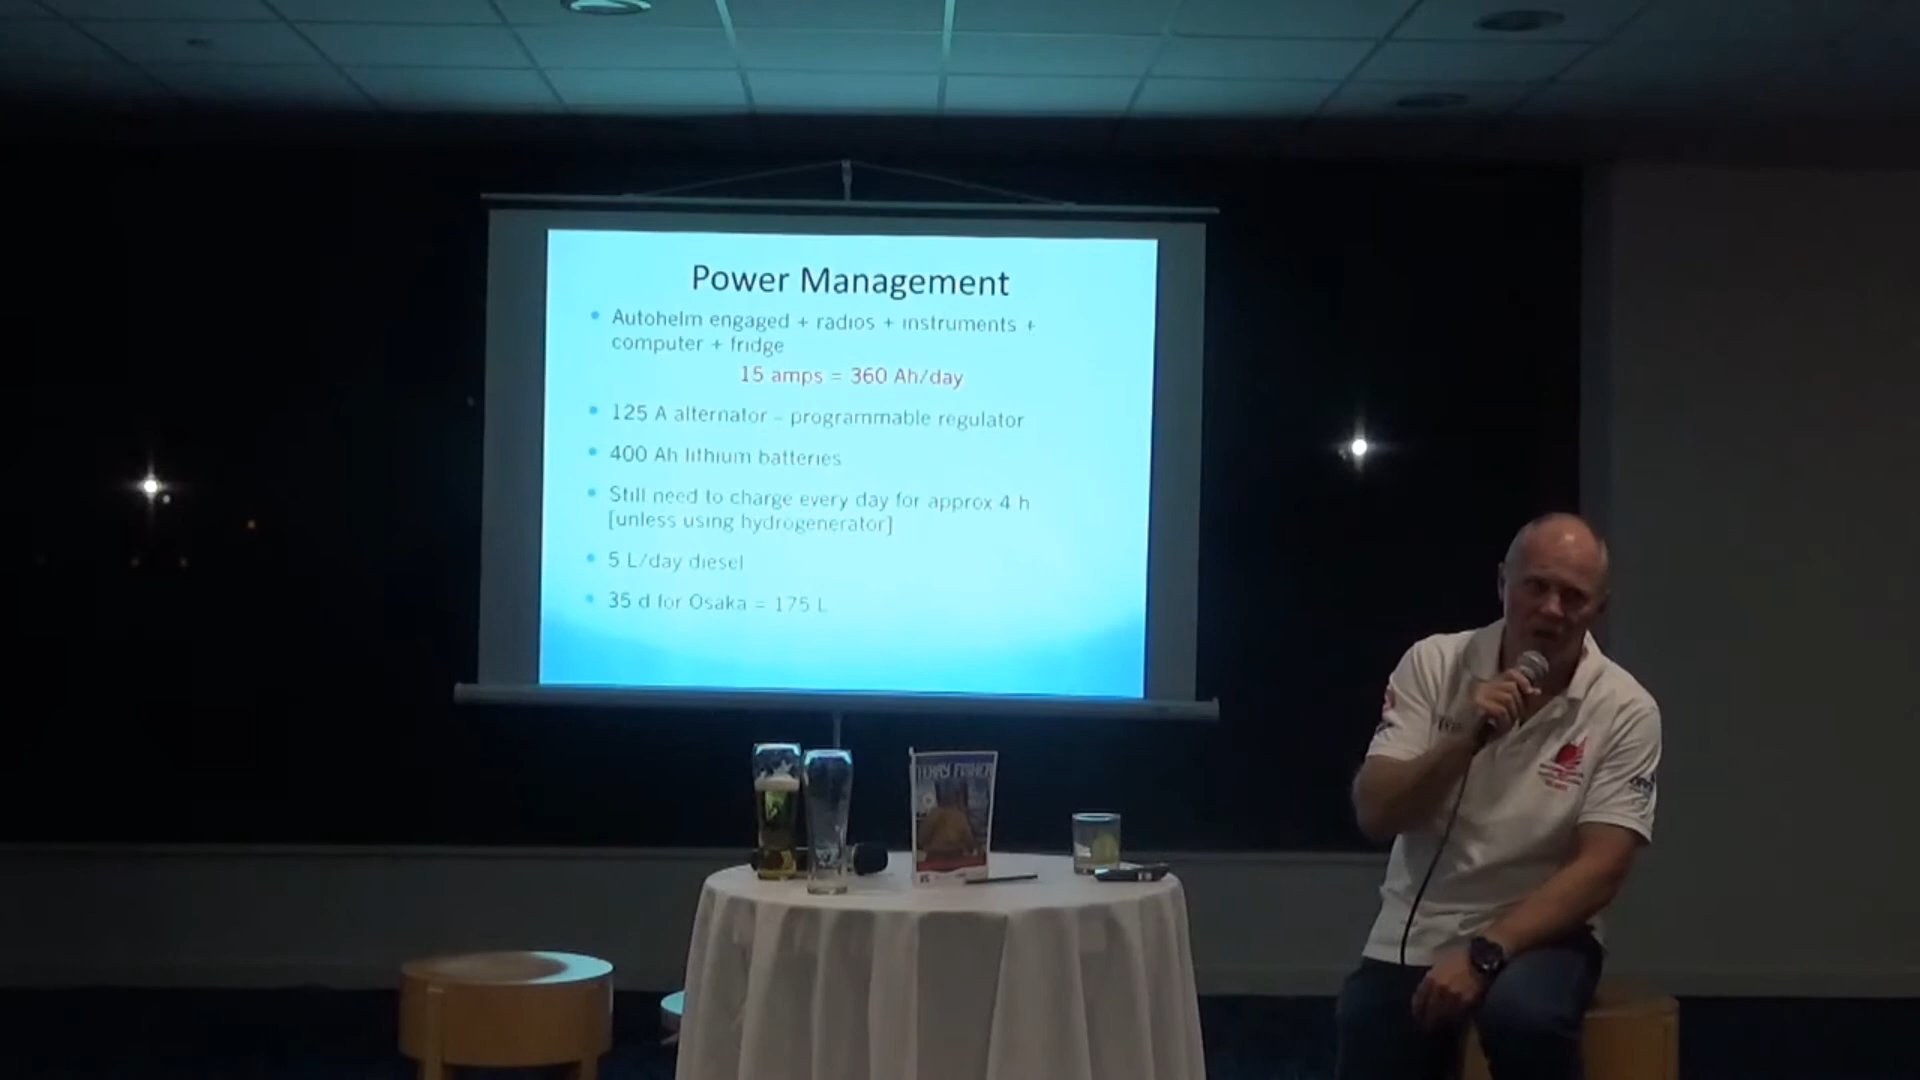 Power Management
• Autohelm engaged + radios + instruments +
computer + fridge
15 amps = 360 Ah/day
• 125 A alternator – programmable regulator
• 400 Ah lithium batteries
• Still need to charge every day for approx 4 h
[unless using hydrogenerator]
• 5 L/day diesel
• 35 d for Osaka = 175 L
TERRY FISHER